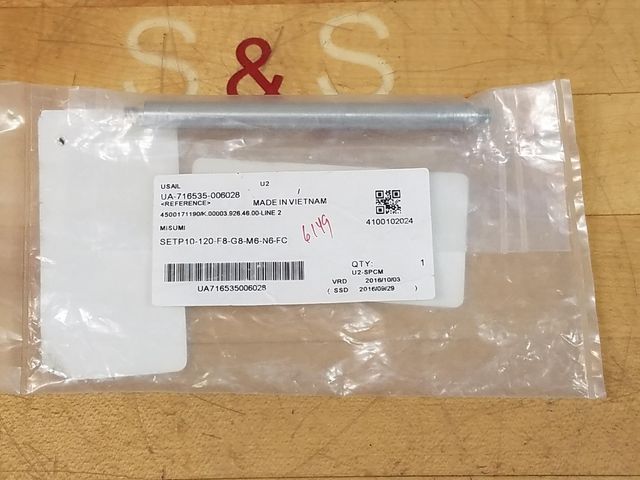 S & S
USAIL
U2
UA-716535-006028
<REFERENCE>
MADE IN VIETNAM
4500171190/K.00003.926.46.00-LINE 2
4100102024
MiSUMi
6149
SETP10-120-F8-G8-M6-N6-FC
QTY: 1
U2-SPCM
VRD 2016/10/03
( SSD 2016/09/29 )
UA716535006028